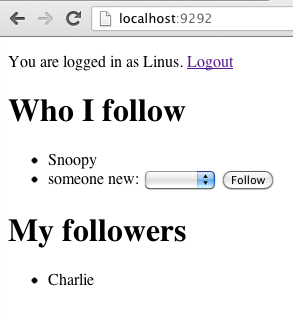 localhost:9292
You are logged in as Linus. Logout
Who I follow
Snoopy
someone new: Follow
My followers
Charlie